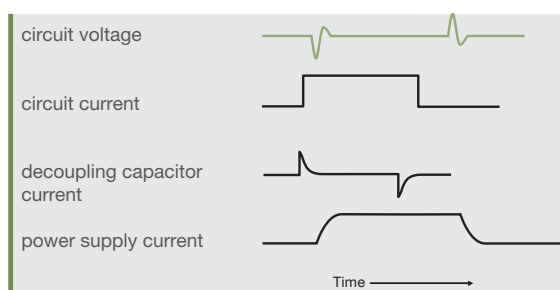 circuit voltage
circuit current
decoupling capacitor
current
power supply current
Time